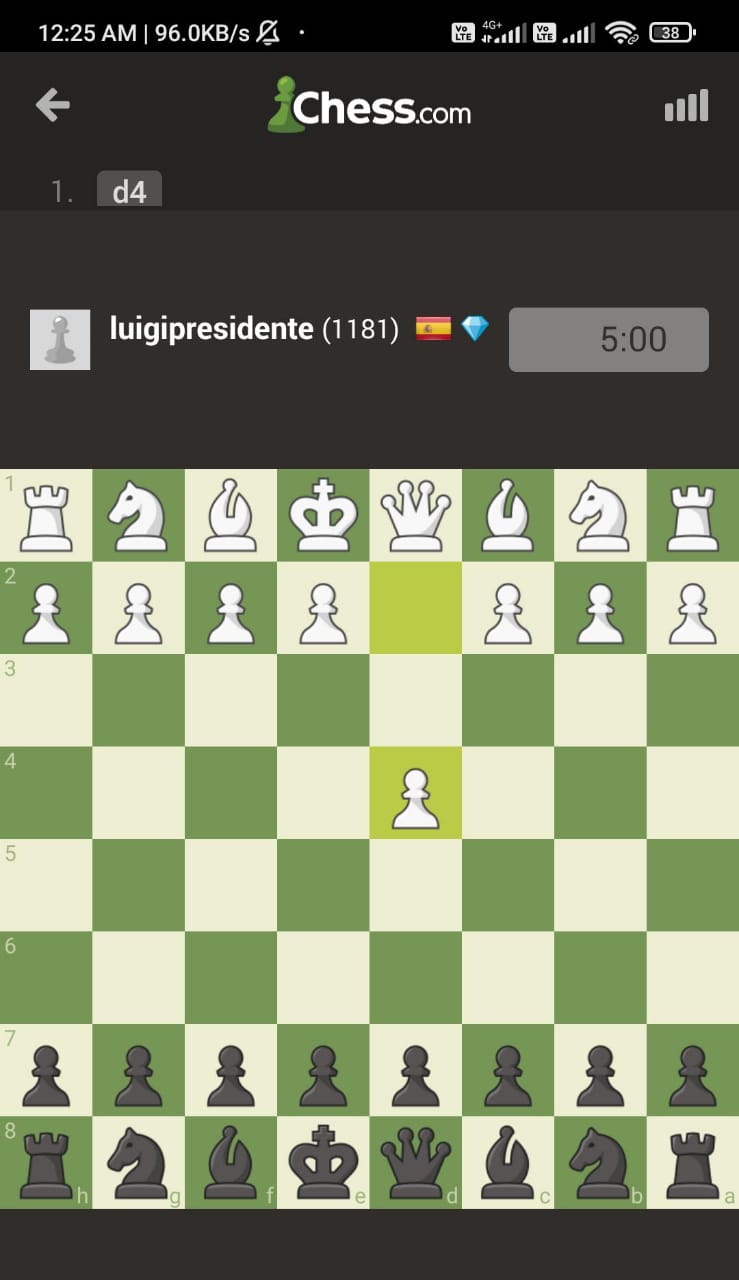 12:25 AM | 96.0KB/s
Vo LTE 4G+ Vo LTE 38
Chess.com
1. d4
luigipresidente (1181) 5:00
1
2
3
4
5
6
7
8
h g f e d c b a